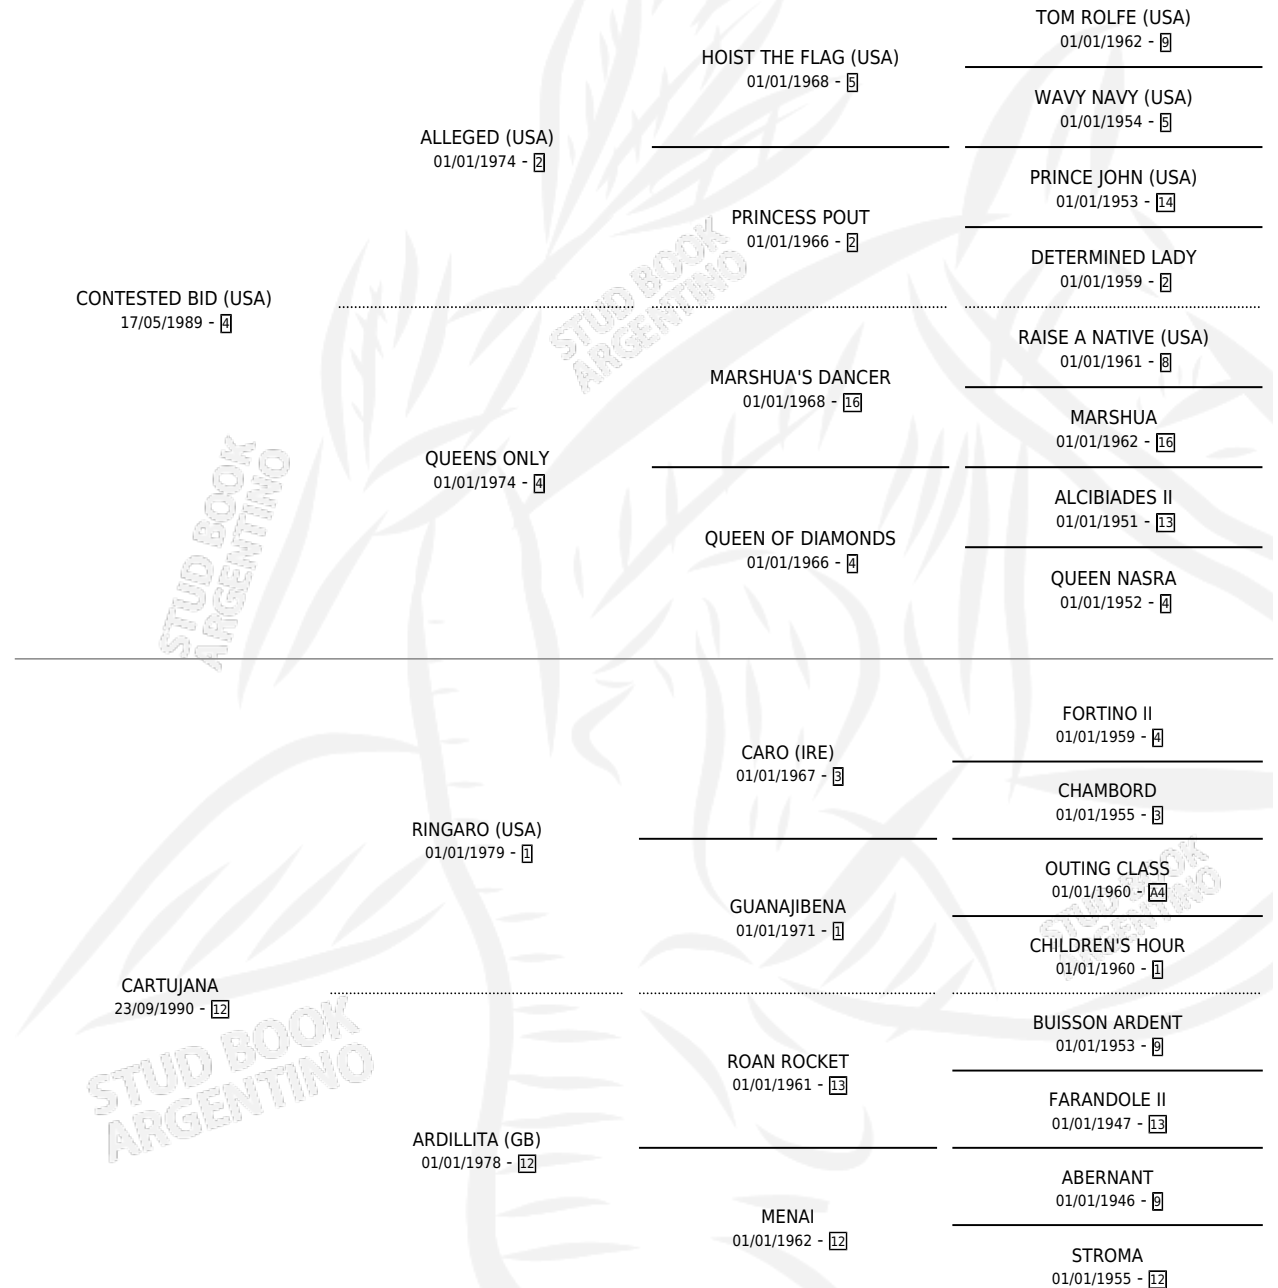 TOM ROLFE (USA)
01/01/1962 - 9
HOIST THE FLAG (USA)
01/01/1968 - 5
WAVY NAVY (USA)
01/01/1954 - 5
ALLEGED (USA)
01/01/1974 - 2
PRINCE JOHN (USA)
01/01/1953 - 14
PRINCESS POUT
01/01/1966 - 2
DETERMINED LADY
01/01/1959 - 2
CONTESTED BID (USA)
17/05/1989 - 4
STUD BOOK
ARGENTINO
RAISE A NATIVE (USA)
01/01/1961 - 8
MARSHUA'S DANCER
01/01/1968 - 16
MARSHUA
01/01/1962 - 16
QUEENS ONLY
01/01/1974 - 4
ALCIBIADES II
01/01/1951 - 13
QUEEN OF DIAMONDS
01/01/1966 - 4
QUEEN NASRA
01/01/1952 - 4
STUD BOOK
ARGENTINO
FORTINO II
01/01/1959 - 4
CARO (IRE)
01/01/1967 - 3
CHAMBORD
01/01/1955 - 3
RINGARO (USA)
01/01/1979 - 1
OUTING CLASS
01/01/1960 - A4
STUD BOOK
ARGENTINO
GUANAJIBENA
01/01/1971 - 1
CHILDREN'S HOUR
01/01/1960 - 1
CARTUJANA
23/09/1990 - 12
STUD BOOK
ARGENTINO
BUISSON ARDENT
01/01/1953 - 9
ROAN ROCKET
01/01/1961 - 13
FARANDOLE II
01/01/1947 - 13
ARDILLITA (GB)
01/01/1978 - 12
ABERNANT
01/01/1946 - 9
MENAI
01/01/1962 - 12
STROMA
01/01/1955 - 12